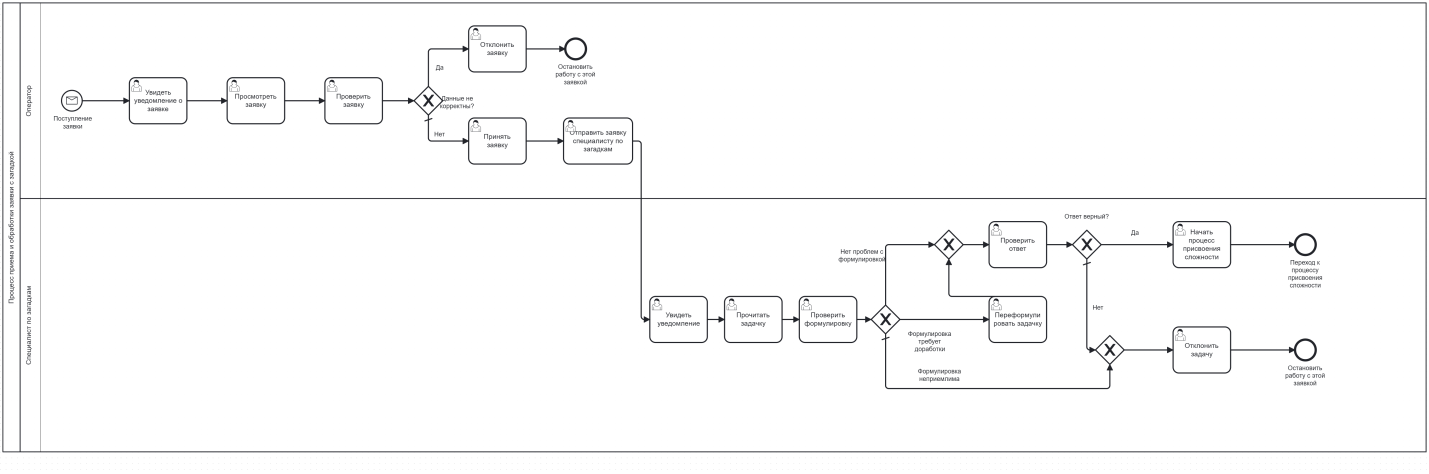 Процесс приема и обработки заявки с загадкой
Оператор
Поступление
заявки
Увидеть
уведомление о
заявке
Просмотреть
заявку
Проверить
заявку
Данные не
корректны?
Да
Отклонить
заявку
Остановить
работу с этой
заявкой
Нет
Принять
заявку
Отправить заявку
специалисту по
загадкам
Специалист по загадкам
Увидеть
уведомление
Прочитать
задачку
Проверить
формулировку
Нет проблем с
формулировкой
Формулировка
требует
доработки
Формулировка
неприемлима
Переформули
ровать задачку
Проверить
ответ
Ответ верный?
Да
Начать
процесс
присвоения
сложности
Переход к
процессу
присвоения
сложности
Нет
Отклонить
задачу
Остановить
работу с этой
заявкой